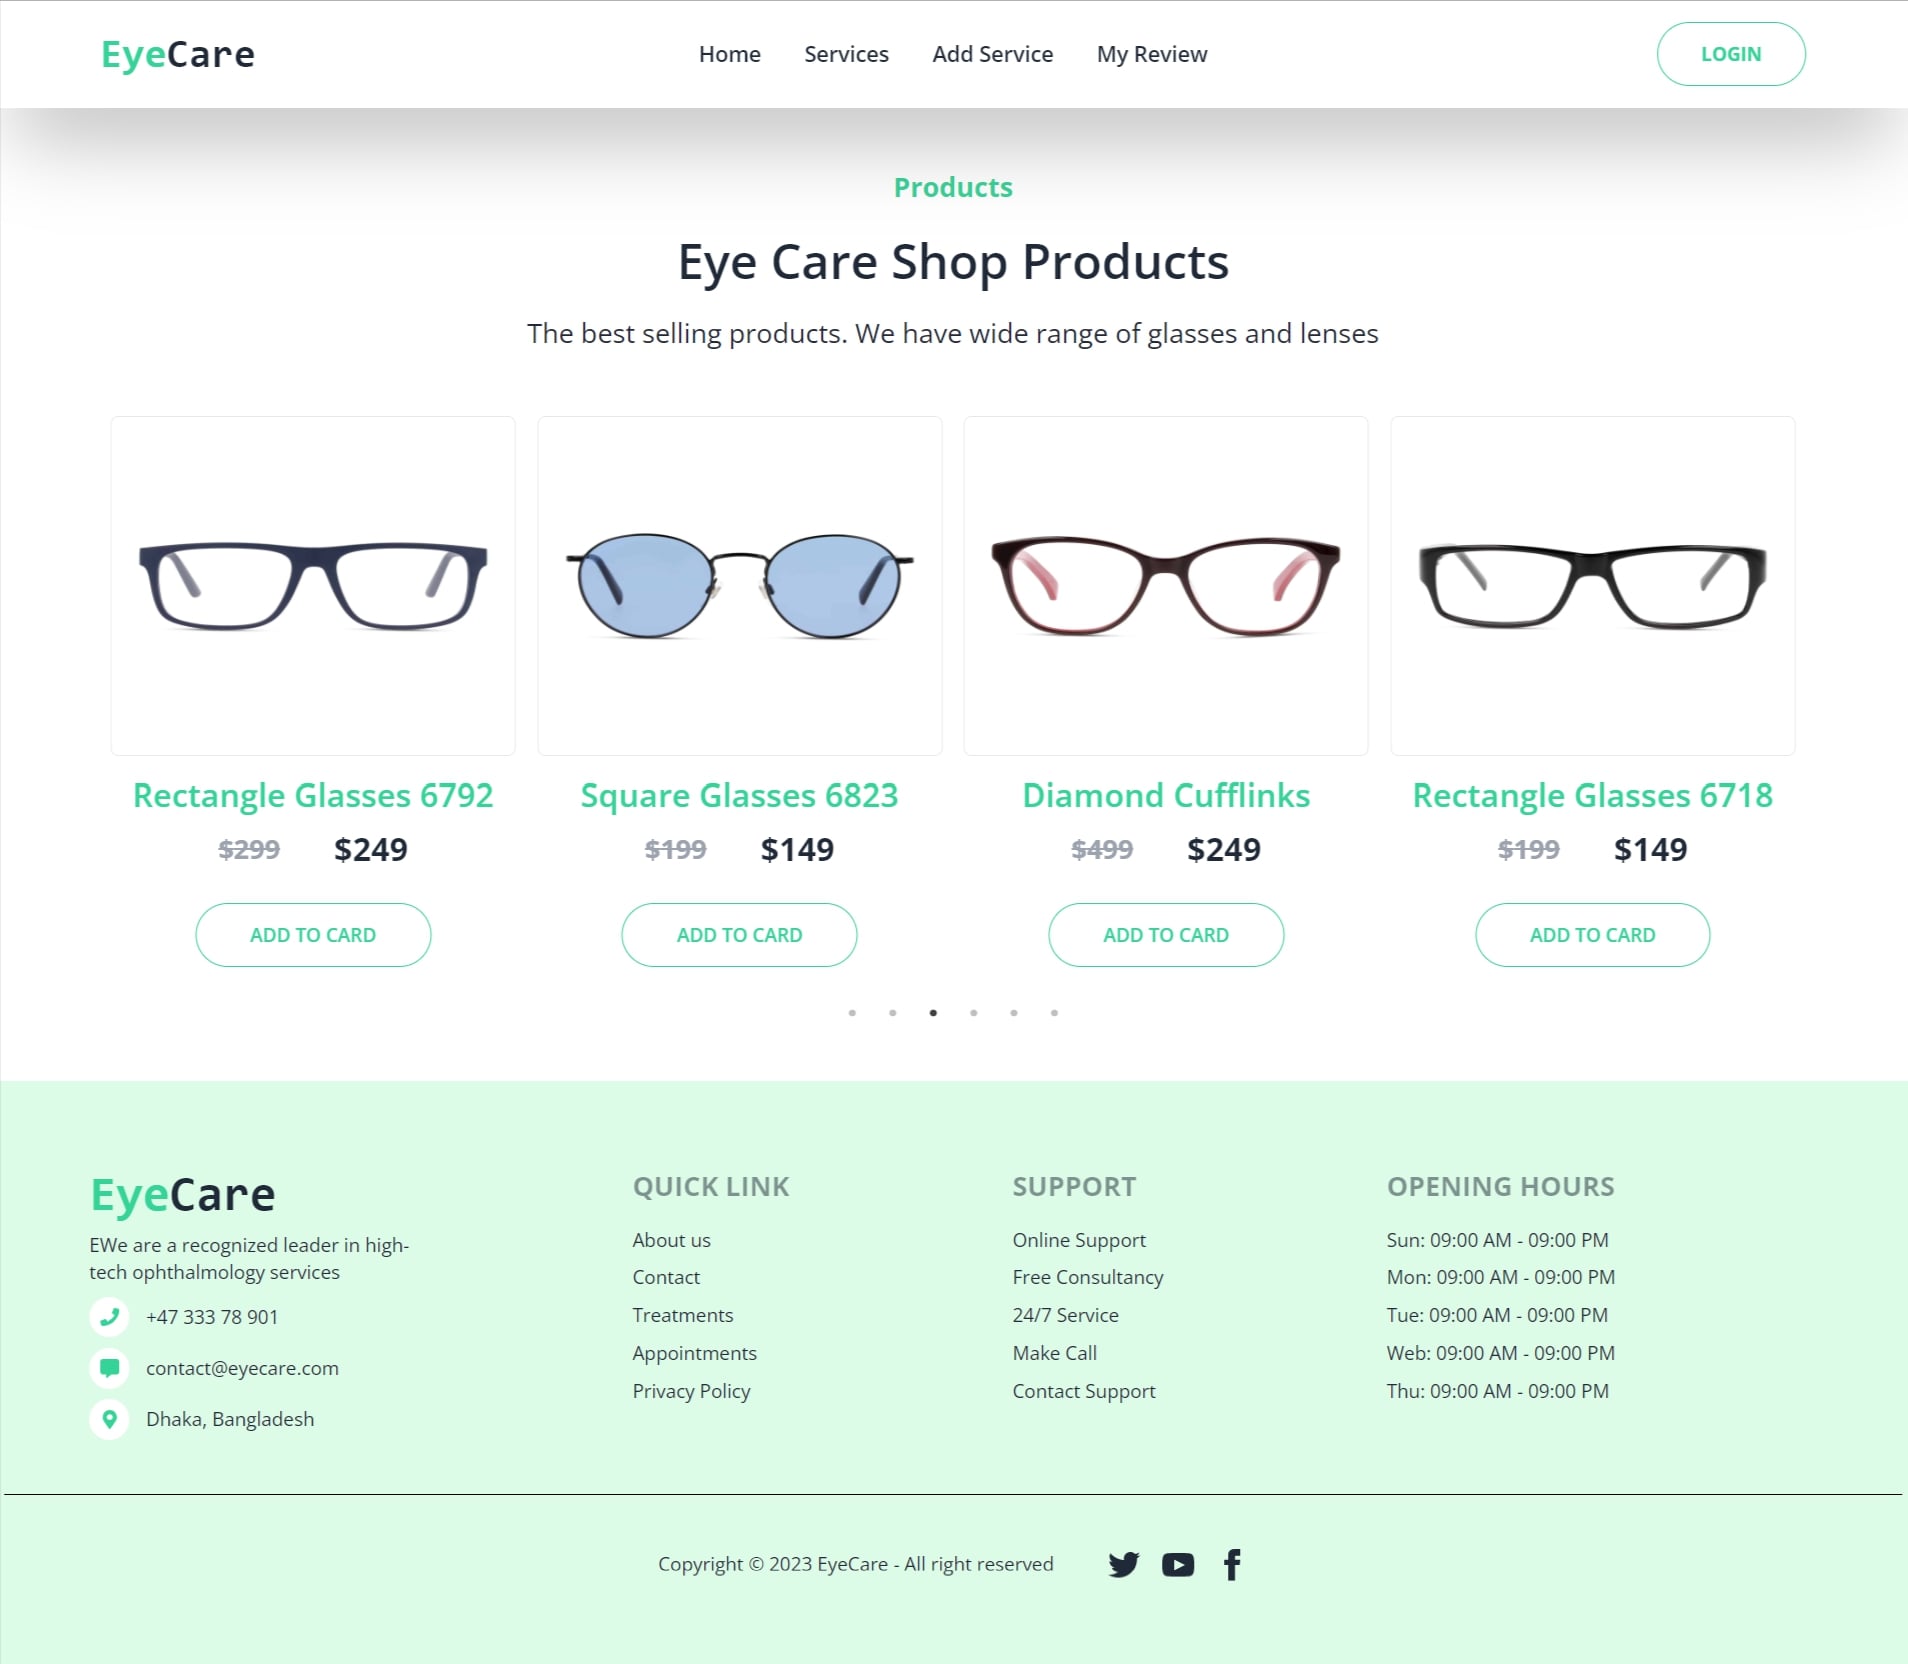 EyeCare
Home Services Add Service My Review
LOGIN
Products
Eye Care Shop Products
The best selling products. We have wide range of glasses and lenses
Rectangle Glasses 6792
$299 $249
ADD TO CARD
Square Glasses 6823
$199 $149
ADD TO CARD
Diamond Cufflinks
$499 $249
ADD TO CARD
Rectangle Glasses 6718
$199 $149
ADD TO CARD
EyeCare
EWe are a recognized leader in high-
tech ophthalmology services
+47 333 78 901
contact@eyecare.com
Dhaka, Bangladesh
QUICK LINK
About us
Contact
Treatments
Appointments
Privacy Policy
SUPPORT
Online Support
Free Consultancy
24/7 Service
Make Call
Contact Support
OPENING HOURS
Sun: 09:00 AM - 09:00 PM
Mon: 09:00 AM - 09:00 PM
Tue: 09:00 AM - 09:00 PM
Web: 09:00 AM - 09:00 PM
Thu: 09:00 AM - 09:00 PM
Copyright © 2023 EyeCare - All right reserved